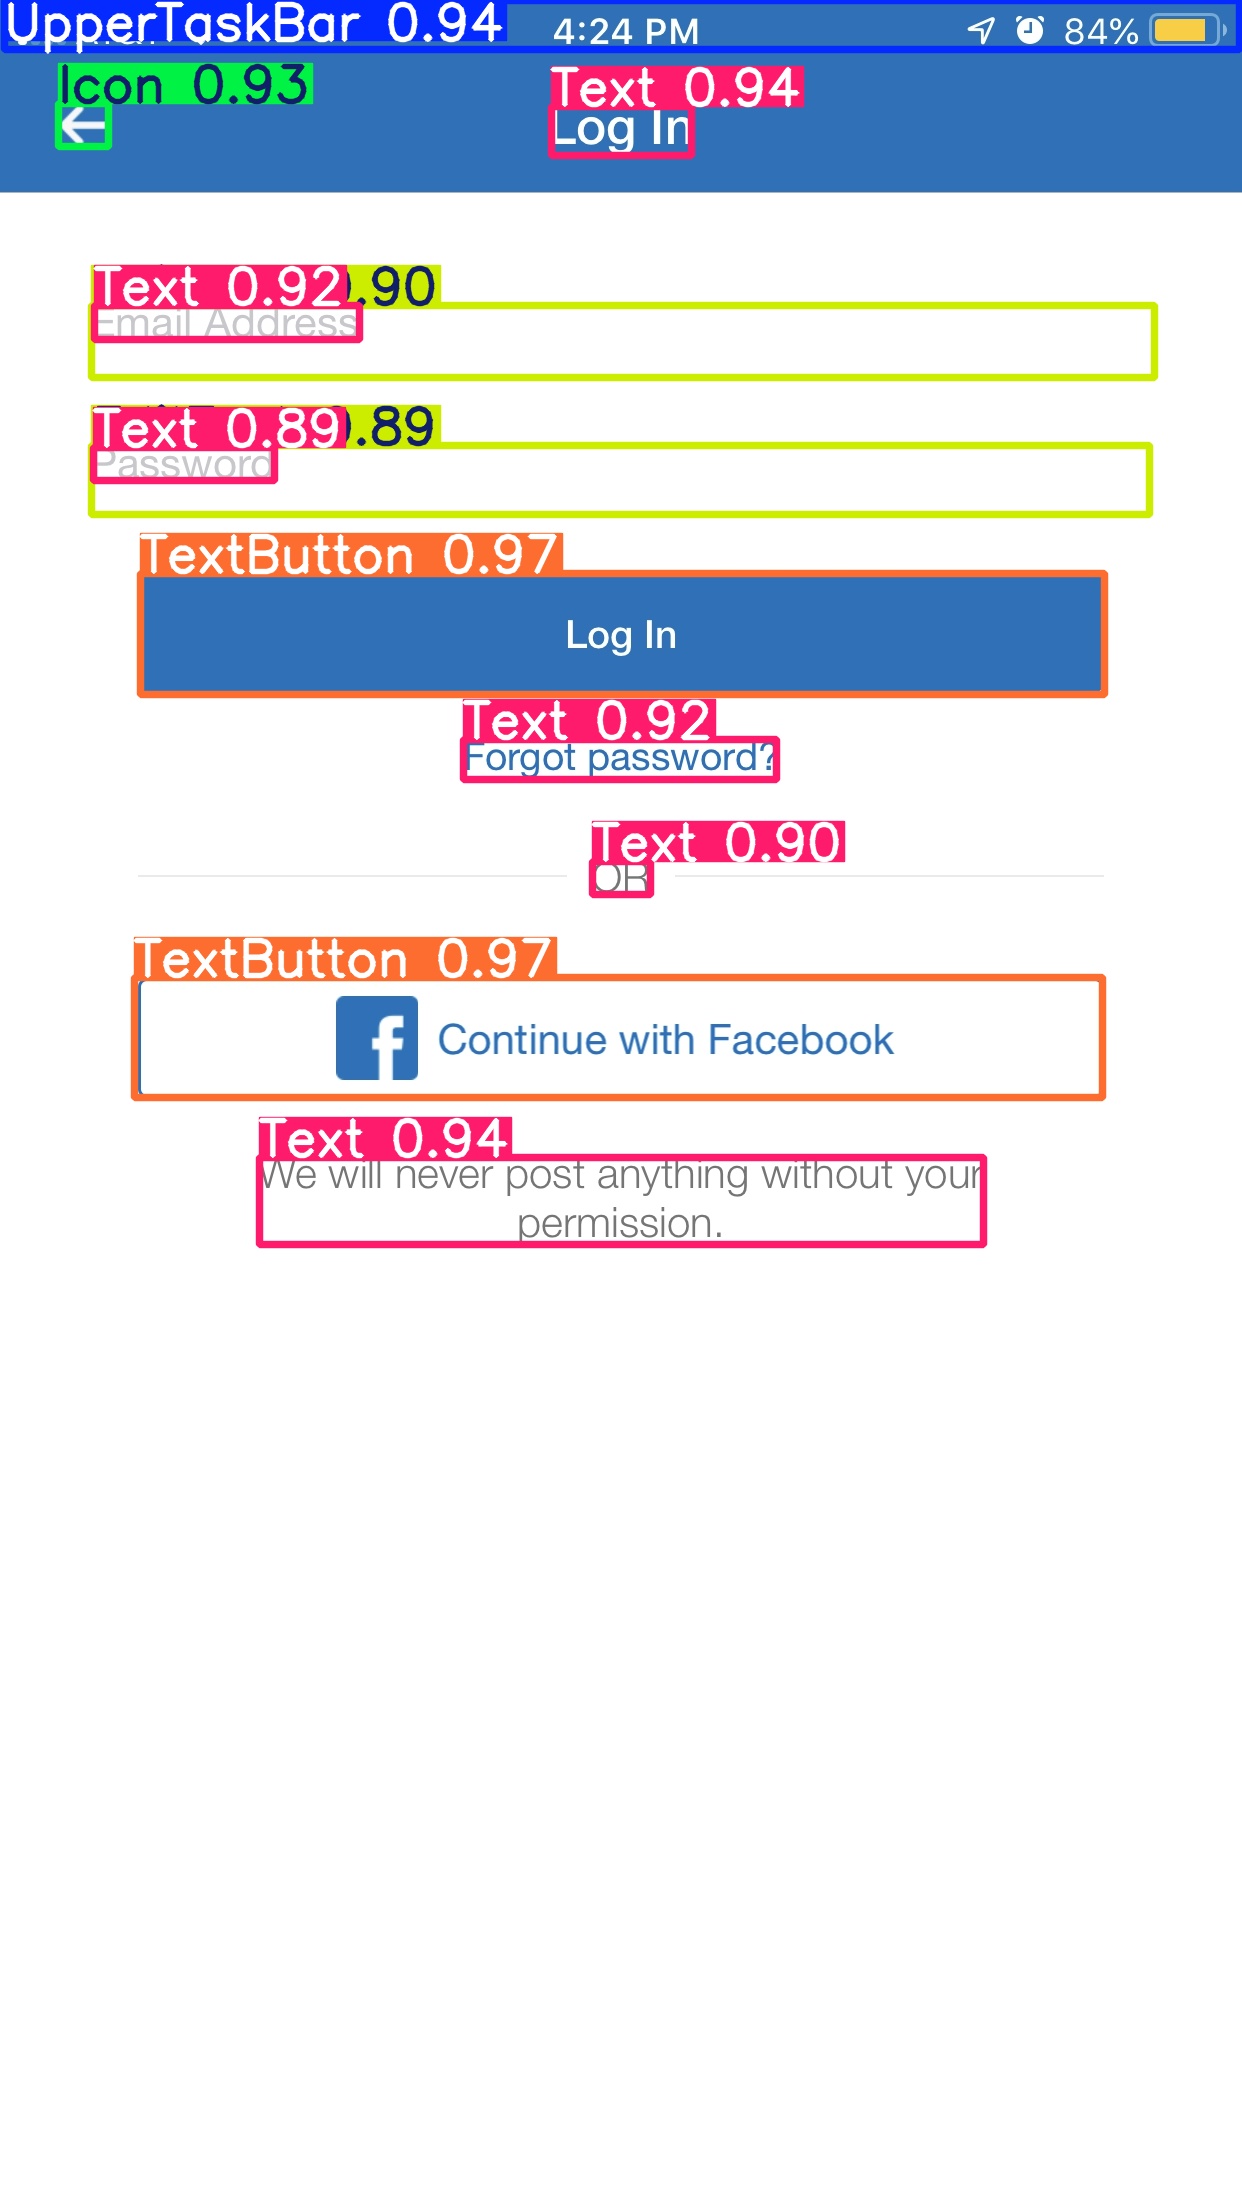 UpperTaskBar 0.94
4:24 PM
84%
Icon 0.93
Text 0.94
Log In
Text 0.92
.90
Email Address
Text 0.89
.89
Password
TextButton 0.97
Log In
Text 0.92
Forgot password?
Text 0.90
OR
TextButton 0.97
f Continue with Facebook
Text 0.94
We will never post anything without your
permission.